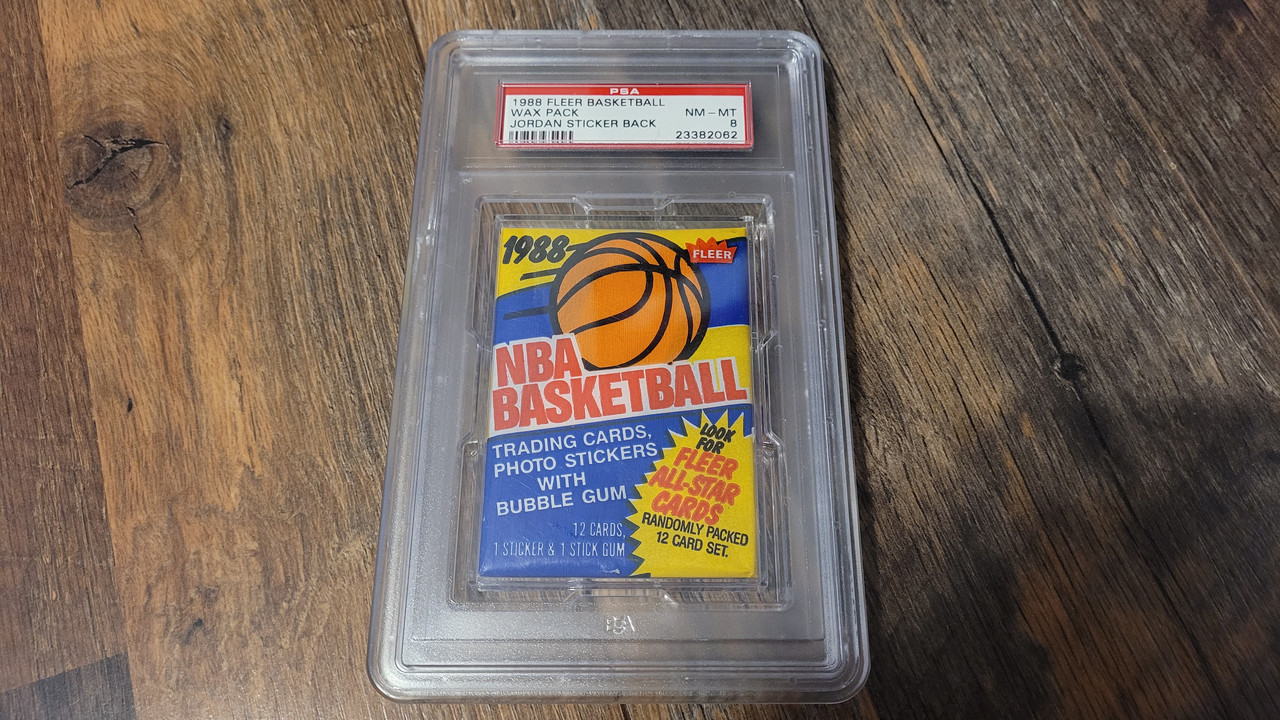 PSA
1988 FLEER BASKETBALL
WAX PACK NM-MT
JORDAN STICKER BACK 8
23382062
1988
FLEER
NBA
BASKETBALL
TRADING CARDS,
PHOTO STICKERS
WITH
BUBBLE GUM
12 CARDS,
1 STICKER & 1 STICK GUM
LOOK
FOR
FLEER
ALL-STAR
CARDS
RANDOMLY PACKED
12 CARD SET.
PSA